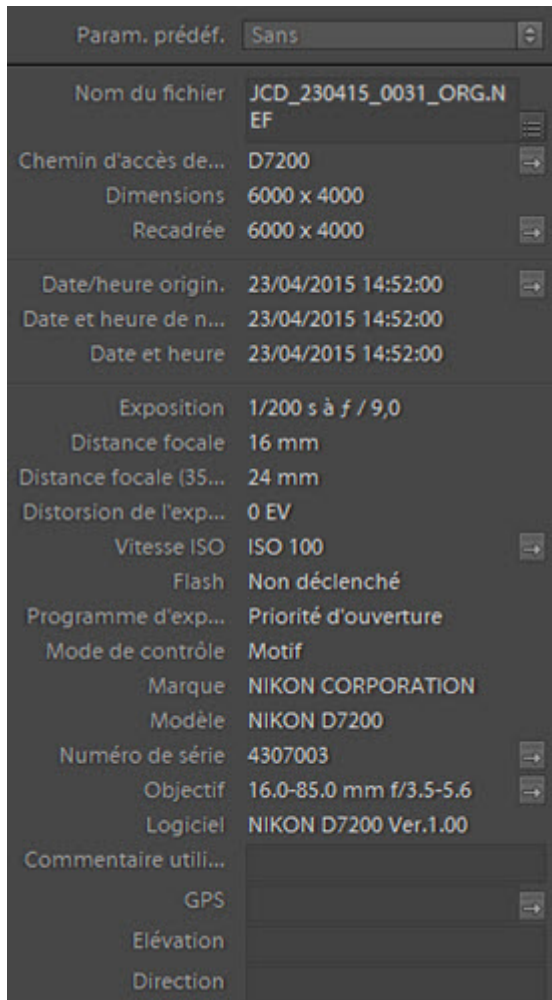 Param. prédéf. Sans
Nom du fichier JCD_230415_0031_ORG.N
EF
Chemin d'accès de... D7200
Dimensions 6000 x 4000
Recadrée 6000 x 4000
Date/heure origin. 23/04/2015 14:52:00
Date et heure de n... 23/04/2015 14:52:00
Date et heure 23/04/2015 14:52:00
Exposition 1/200 s à ƒ / 9,0
Distance focale 16 mm
Distance focale (35... 24 mm
Distorsion de l'exp... 0 EV
Vitesse ISO ISO 100
Flash Non déclenché
Programme d'exp... Priorité d'ouverture
Mode de contrôle Motif
Marque NIKON CORPORATION
Modèle NIKON D7200
Numéro de série 4307003
Objectif 16.0-85.0 mm f/3.5-5.6
Logiciel NIKON D7200 Ver.1.00
Commentaire utili...
GPS
Elévation
Direction